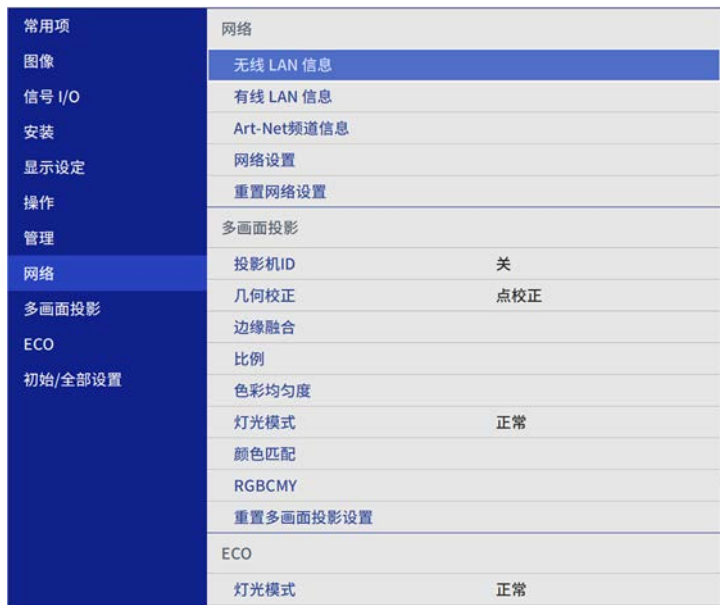 常用项
图像
信号 I/O
安装
显示设定
操作
管理
网络
多画面投影
ECO
初始/全部设置
网络
无线 LAN 信息
有线 LAN 信息
Art-Net频道信息
网络设置
重置网络设置
多画面投影
投影机ID 关
几何校正 点校正
边缘融合
比例
色彩均匀度
灯光模式 正常
颜色匹配
RGBCMY
重置多画面投影设置
ECO
灯光模式 正常